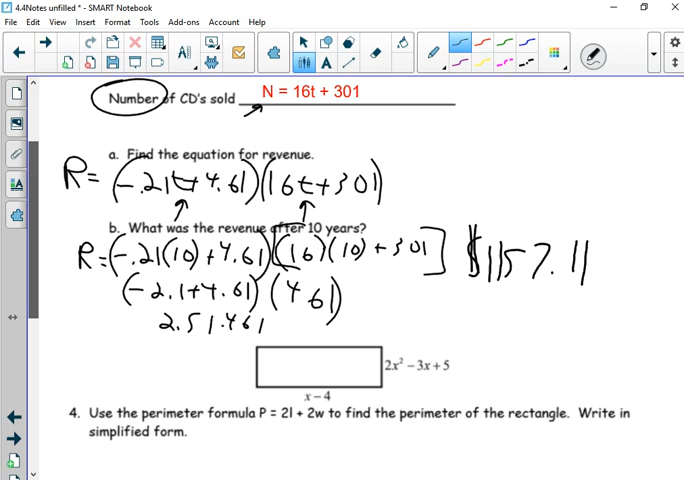 4.4Notes unfilled * - SMART Notebook
File Edit View Insert Format Tools Add-ons Account Help
Number of CD's sold N = 16t + 301
a. Find the equation for revenue.
R = (-.21t + 4.61)(16t + 301)
b. What was the revenue after 10 years?
R = (-.21(10) + 4.61)[(16)(10) + 301] $1157.11
(-2.1 + 4.61)(461)
2.51 · 461
2x² - 3x + 5
x - 4
4. Use the perimeter formula P = 2l + 2w to find the perimeter of the rectangle. Write in
simplified form.